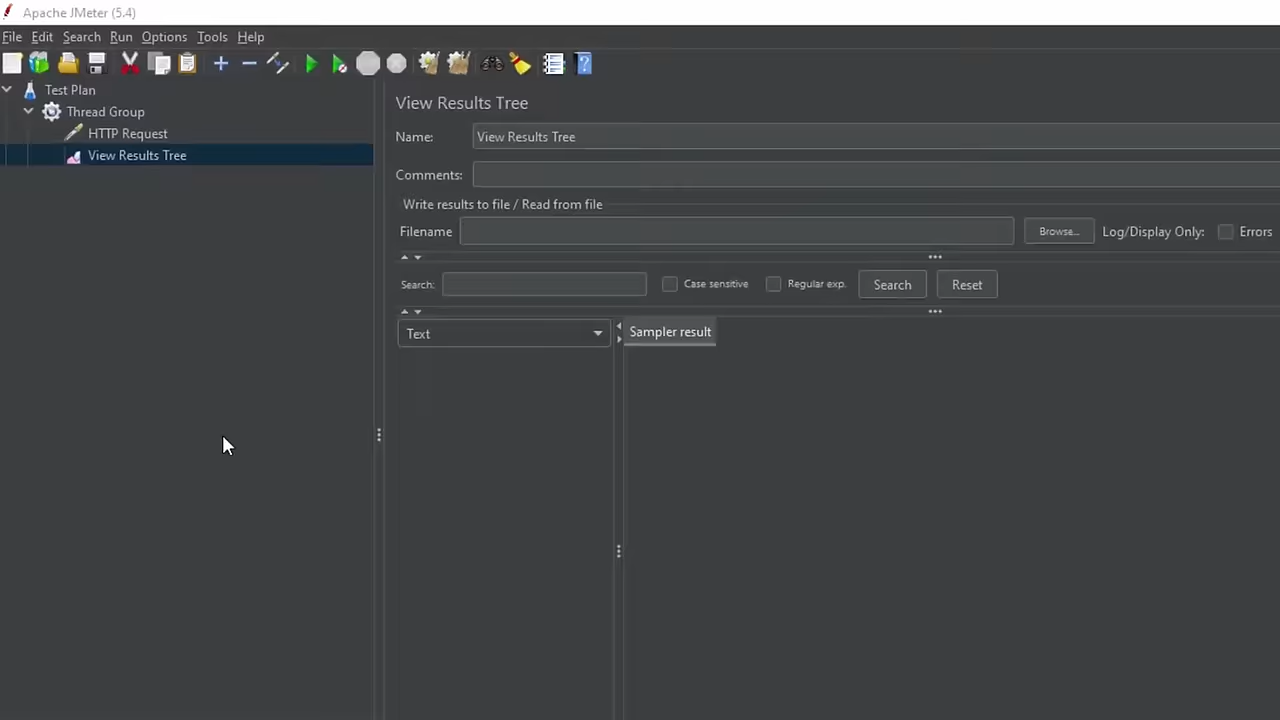 Apache JMeter (5.4)
File Edit Search Run Options Tools Help
Test Plan
Thread Group
HTTP Request
View Results Tree
View Results Tree
Name: View Results Tree
Comments:
Write results to file / Read from file
Filename Browse... Log/Display Only: Errors
Search: Case sensitive Regular exp. Search Reset
Text Sampler result